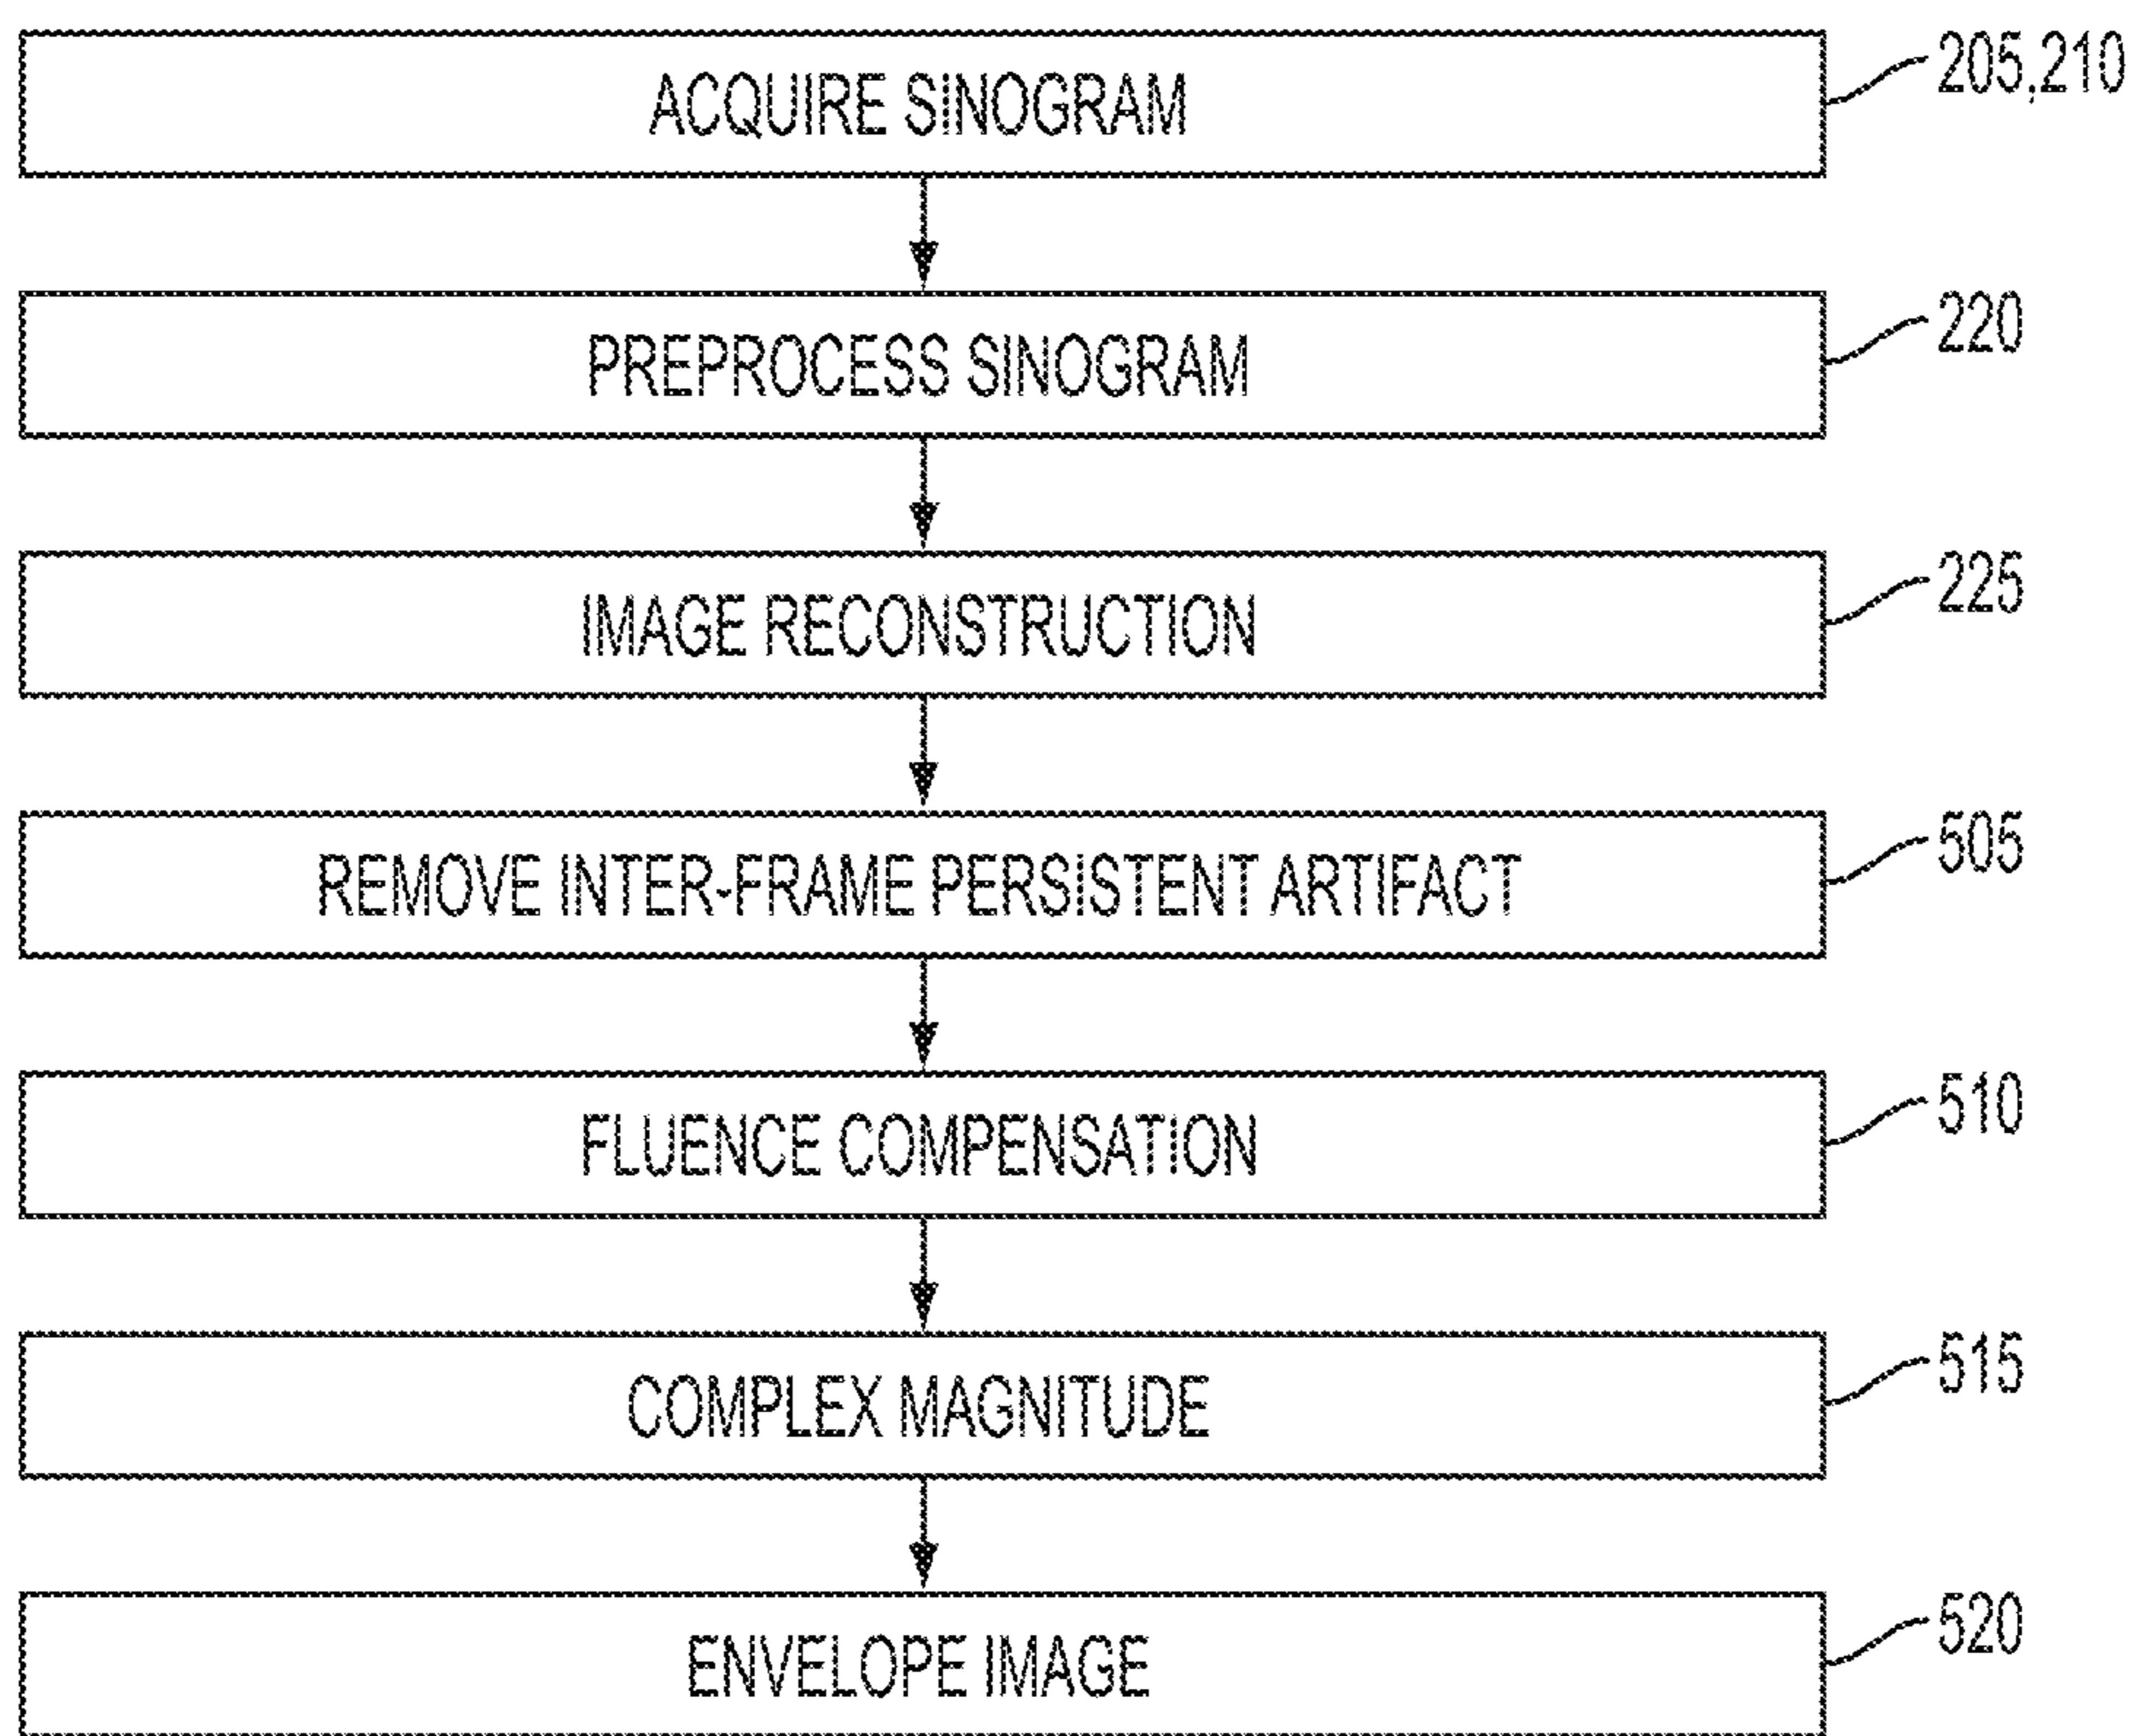 ACQUIRE SINOGRAM
205,210
PREPROCESS SINOGRAM
220
IMAGE RECONSTRUCTION
225
REMOVE INTER-FRAME PERSISTENT ARTIFACT
505
FLUENCE COMPENSATION
510
COMPLEX MAGNITUDE
515
ENVELOPE IMAGE
520